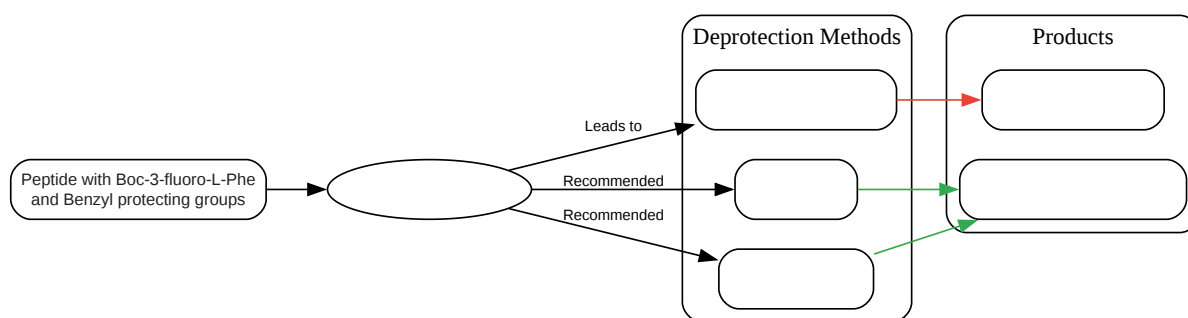 Deprotection Methods
Products
Leads to
Peptide with Boc-3-fluoro-L-Phe
and Benzyl protecting groups
Recommended
Recommended